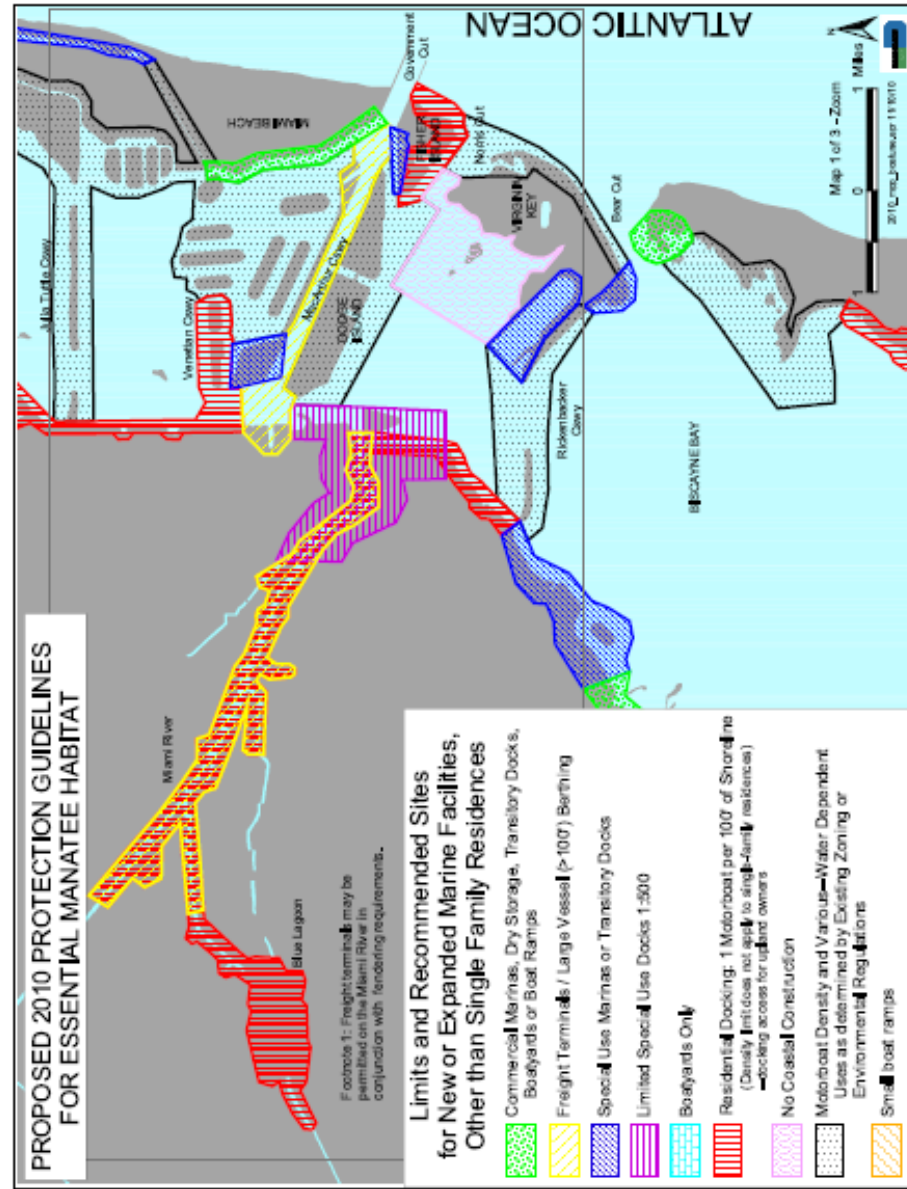 PROPOSED 2010 PROTECTION GUIDELINES
FOR ESSENTIAL MANATEE HABITAT
Miami River
Blue Lagoon
Footnote 1: Freight terminals may be
permitted on the Miami River in
conjunction with fendering requirements.
Julia Tuttle Cswy
Venetian Cswy
MacArthur Cswy
MIAMI BEACH
DODGE
ISLAND
Government
Cut
FISHER
ISLAND
Norris Cut
VIRGINIA
KEY
Bear Cut
Rickenbacker
Cswy
BISCAYNE BAY
ATLANTIC OCEAN
Limits and Recommended Sites
for New or Expanded Marine Facilities,
Other than Single Family Residences
Commercial Marinas, Dry Storage, Transitory Docks,
Boatyards or Boat Ramps
Freight Terminals / Large Vessel (>100') Berthing
Special Use Marinas or Transitory Docks
Limited Special Use Docks 1:500
Boatyards Only
Residential Docking: 1 Motorboat per 100' of Shoreline
(Density limit does not apply to single-family residences)
-docking access for upland owners
No Coastal Construction
Motorboat Density and Various-Water Dependent
Uses as determined by Existing Zoning or
Environmental Regulations
Small boat ramps
N
1 0 1 Miles
Map 1 of 3 - Zoom